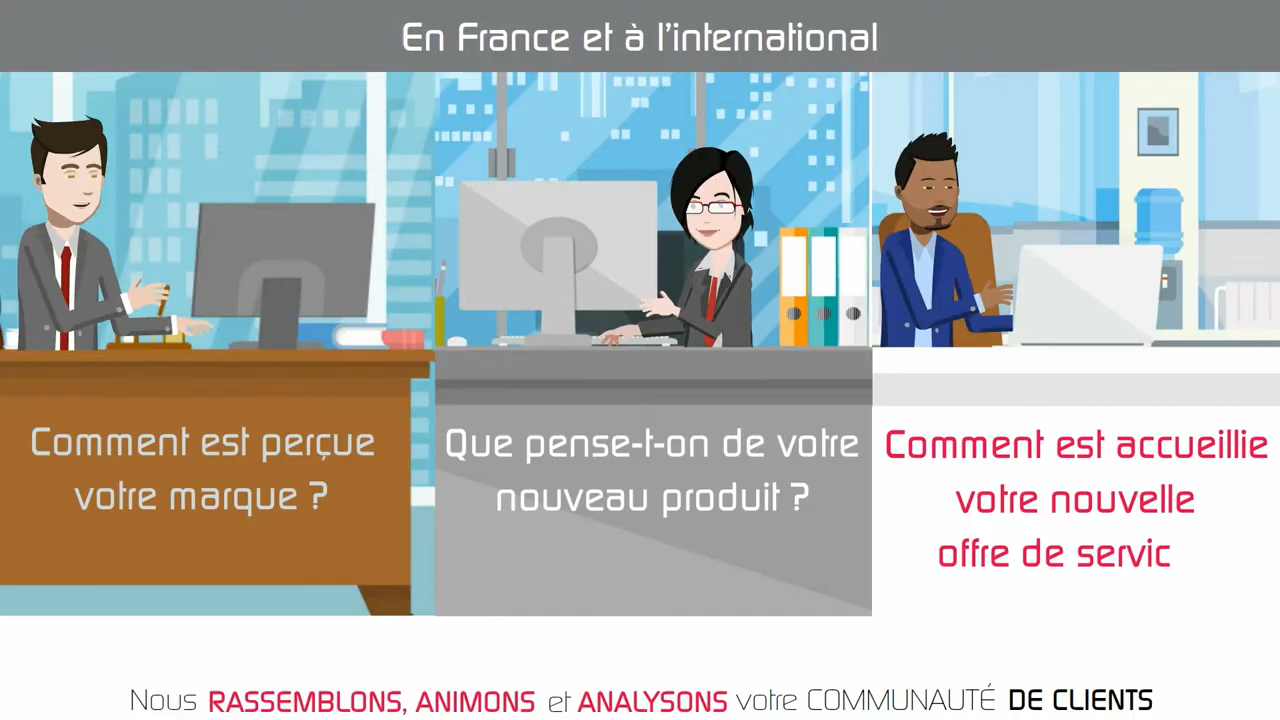 En France et à l'international
Comment est perçue
votre marque ?
Que pense-t-on de votre
nouveau produit ?
Comment est accueillie
votre nouvelle
offre de servic
Nous RASSEMBLONS, ANIMONS et ANALYSONS votre COMMUNAUTÉ DE CLIENTS